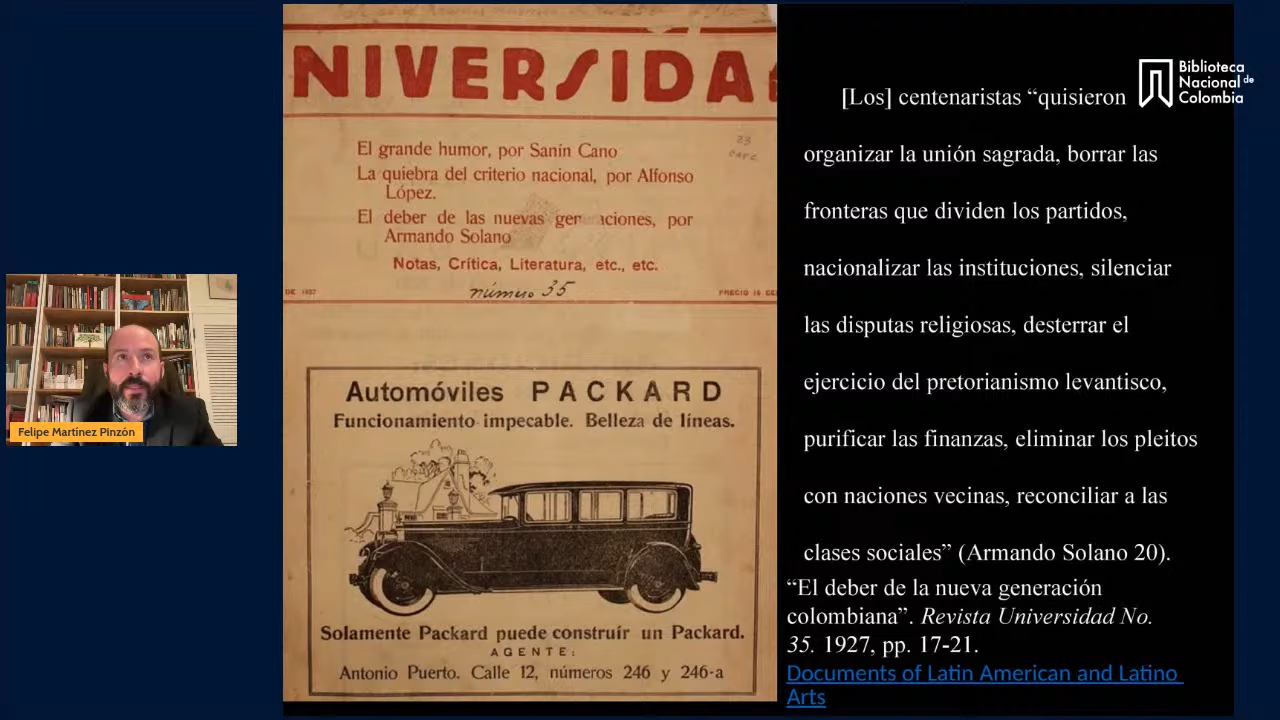 NIVERSIDA
El grande humor, por Sanín Cano
La quiebra del criterio nacional, por Alfonso
López.
El deber de las nuevas generaciones, por
Armando Solano
Notas, Crítica, Literatura, etc., etc.
DE 1927
número 35
PRECIO 15 CE
Automóviles PACKARD
Funcionamiento impecable. Belleza de líneas.
Solamente Packard puede construír un Packard.
AGENTE:
Antonio Puerto. Calle 12, números 246 y 246-a
Felipe Martínez Pinzón
Biblioteca
Nacional de
Colombia
[Los] centenaristas “quisieron
organizar la unión sagrada, borrar las
fronteras que dividen los partidos,
nacionalizar las instituciones, silenciar
las disputas religiosas, desterrar el
ejercicio del pretorianismo levantisco,
purificar las finanzas, eliminar los pleitos
con naciones vecinas, reconciliar a las
clases sociales” (Armando Solano 20).
“El deber de la nueva generación
colombiana”. Revista Universidad No.
35. 1927, pp. 17-21.
Documents of Latin American and Latino
Arts